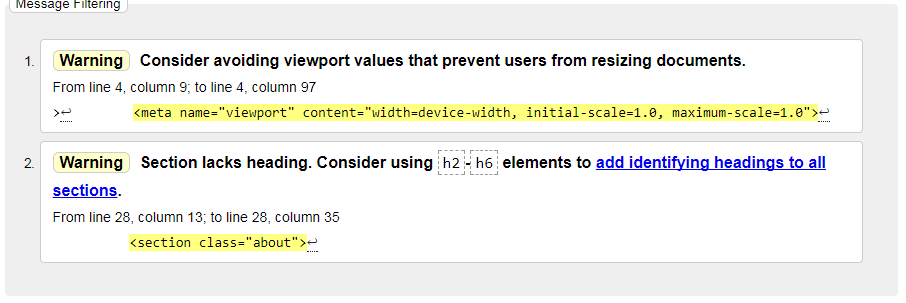 Message Filtering
1. Warning Consider avoiding viewport values that prevent users from resizing documents.
From line 4, column 9; to line 4, column 97
>↩ <meta name="viewport" content="width=device-width, initial-scale=1.0, maximum-scale=1.0">↩
2. Warning Section lacks heading. Consider using h2-h6 elements to add identifying headings to all
sections.
From line 28, column 13; to line 28, column 35
<section class="about">↩